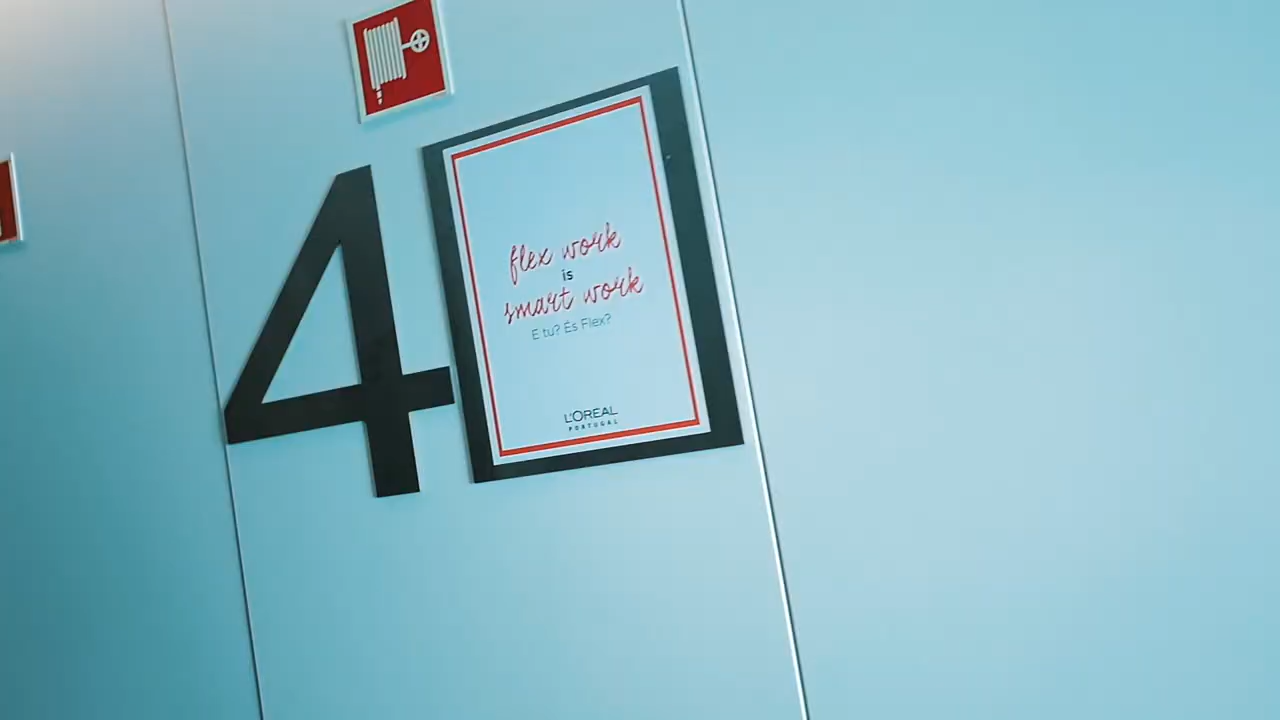 4
flex work
is
smart work
E tu? És Flex?
L'ORÉAL
PORTUGAL